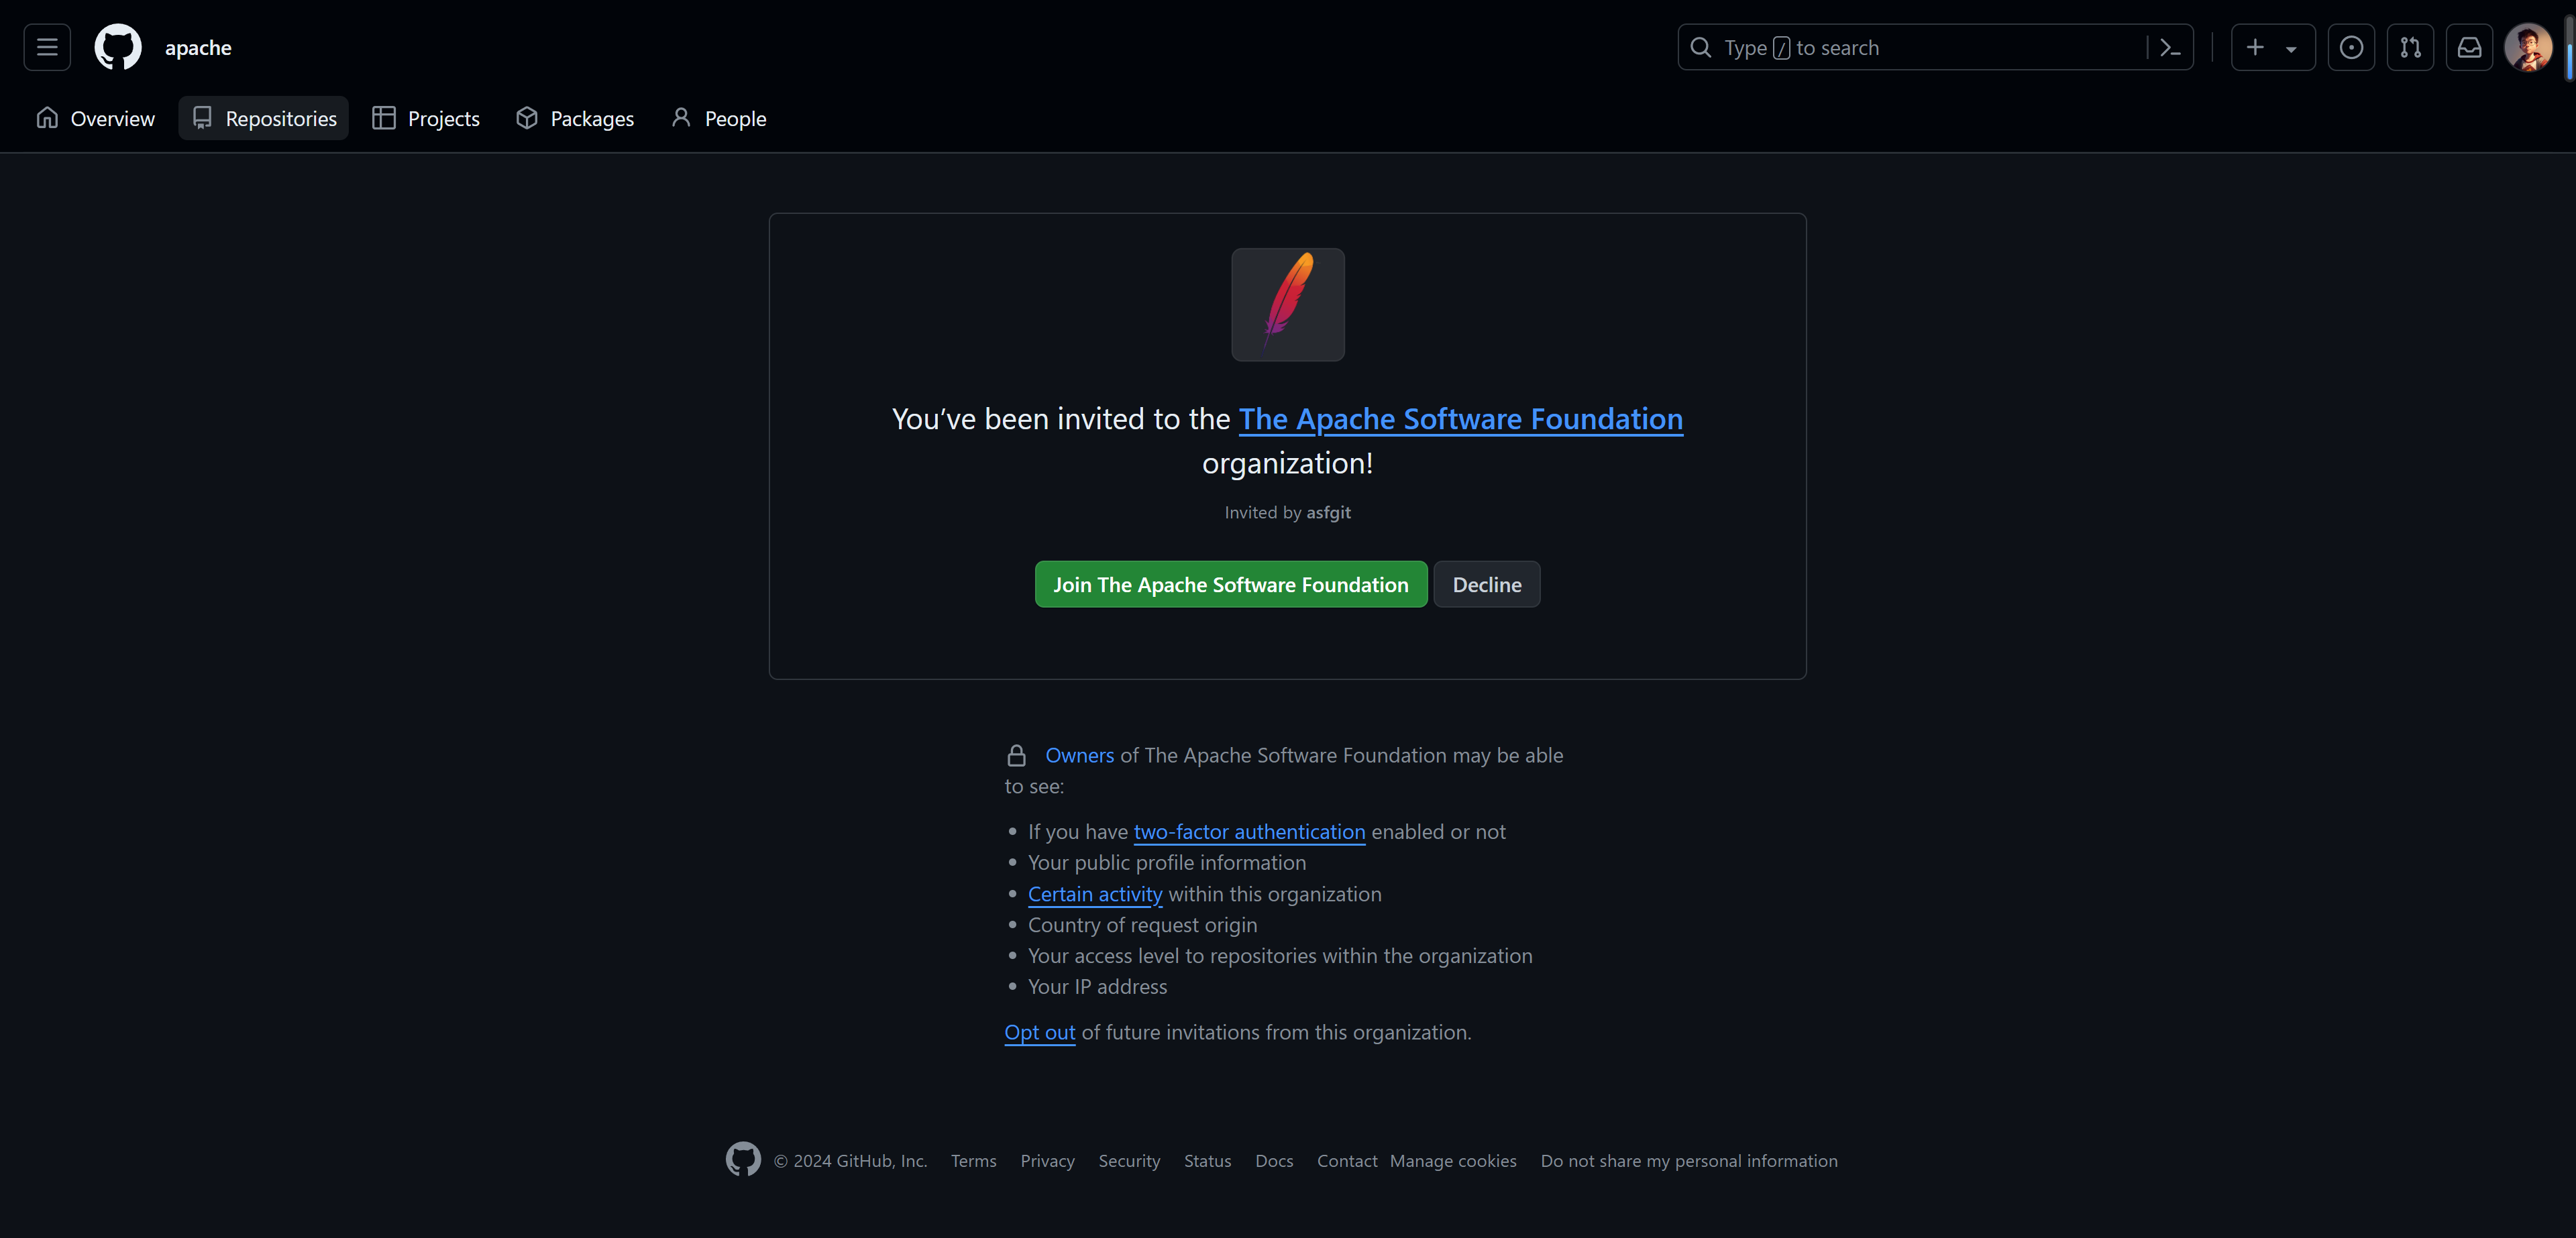 apache
Type / to search
Overview Repositories Projects Packages People
You’ve been invited to the The Apache Software Foundation
organization!
Invited by asfgit
Join The Apache Software Foundation Decline
Owners of The Apache Software Foundation may be able
to see:
If you have two-factor authentication enabled or not
Your public profile information
Certain activity within this organization
Country of request origin
Your access level to repositories within the organization
Your IP address
Opt out of future invitations from this organization.
© 2024 GitHub, Inc. Terms Privacy Security Status Docs Contact Manage cookies Do not share my personal information